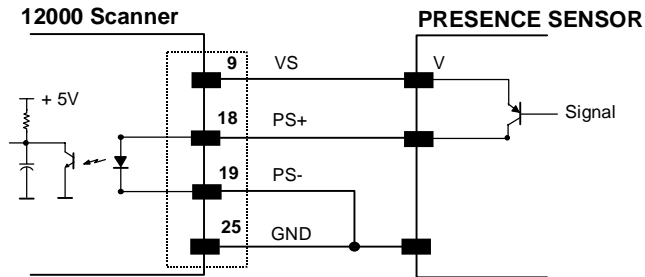 12000 Scanner
PRESENCE SENSOR
9 VS V
+ 5V
Signal
18 PS+
19 PS-
25 GND